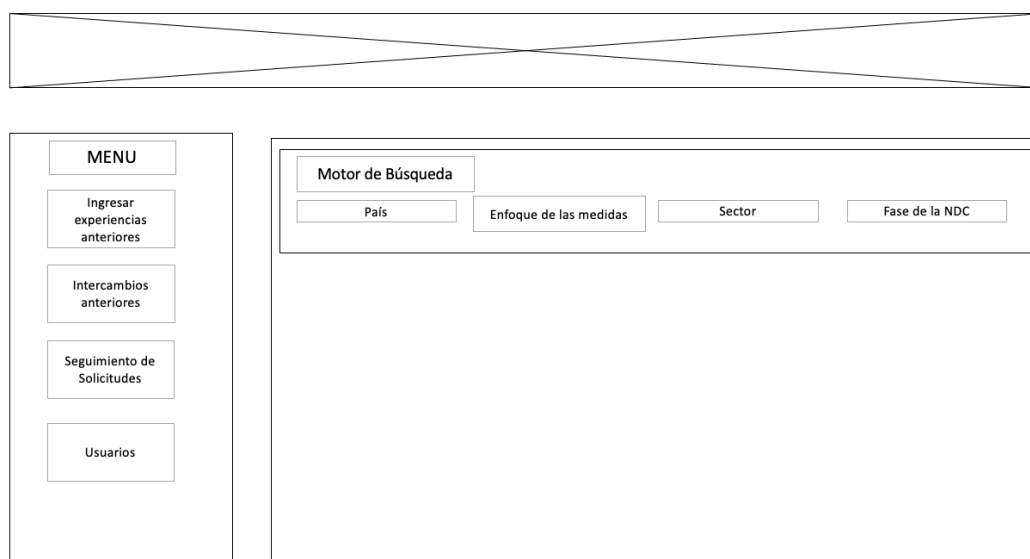 MENU
Ingresar
experiencias
anteriores
Intercambios
anteriores
Seguimiento de
Solicitudes
Usuarios
Motor de Búsqueda
País
Enfoque de las medidas
Sector
Fase de la NDC